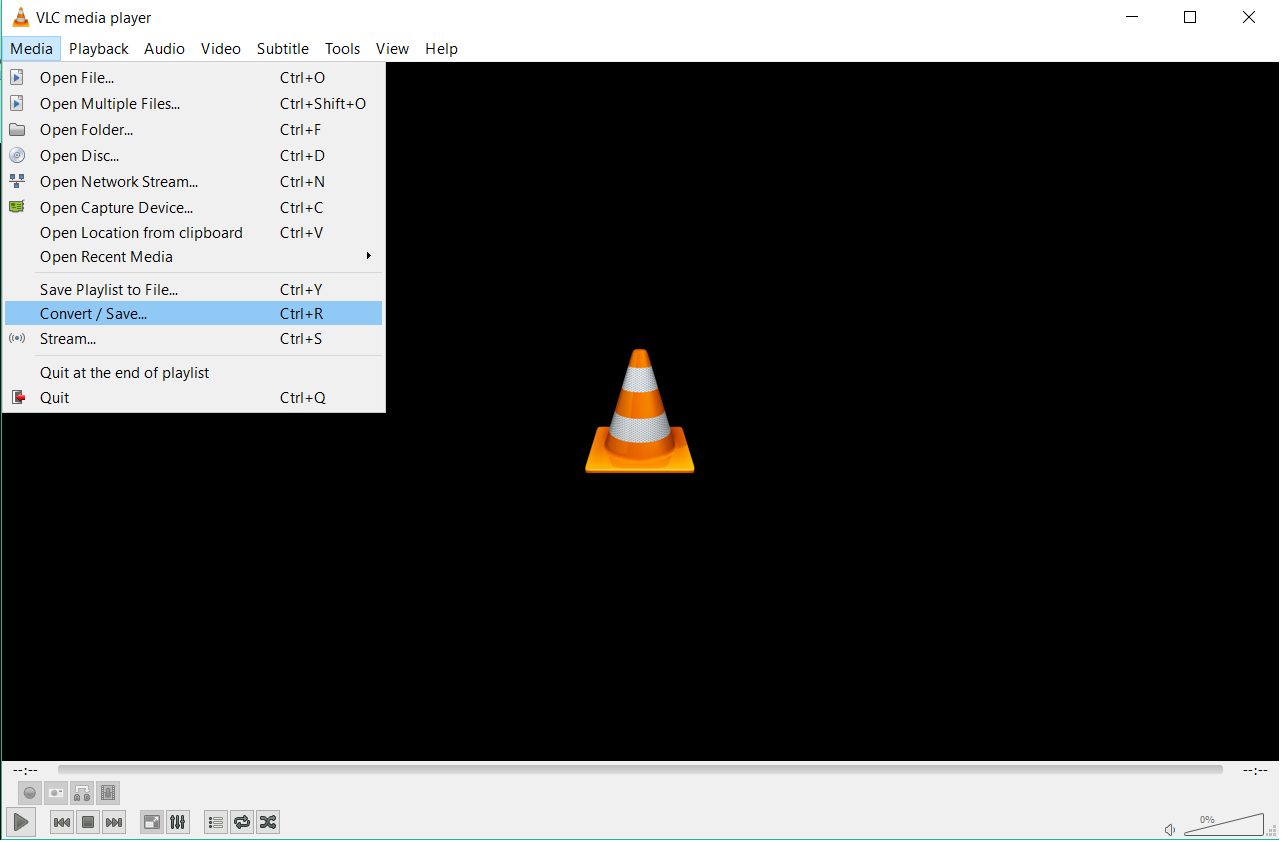 VLC media player
Media Playback Audio Video Subtitle Tools View Help
Open File... Ctrl+O
Open Multiple Files... Ctrl+Shift+O
Open Folder... Ctrl+F
Open Disc... Ctrl+D
Open Network Stream... Ctrl+N
Open Capture Device... Ctrl+C
Open Location from clipboard Ctrl+V
Open Recent Media
Save Playlist to File... Ctrl+Y
Convert / Save... Ctrl+R
Stream... Ctrl+S
Quit at the end of playlist
Quit Ctrl+Q
--:-- --:--
0%